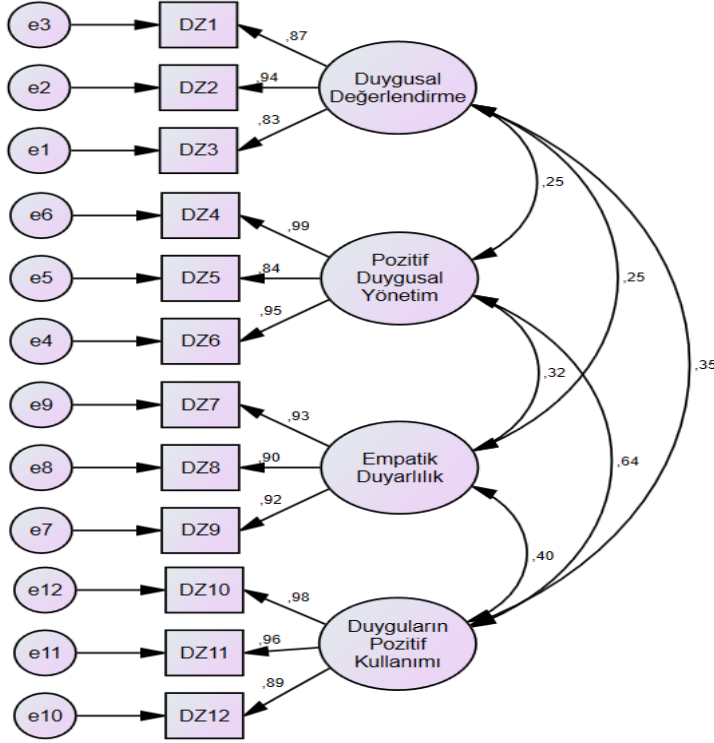 e3
DZ1
,87
Duygusal
Değerlendirme
e2
DZ2
,94
e1
DZ3
,83
,25
e6
DZ4
,99
Pozitif
Duygusal
Yönetim
e5
DZ5
,84
,25
e4
DZ6
,95
,32
,35
e9
DZ7
,93
Empatik
Duyarlılık
e8
DZ8
,90
,64
e7
DZ9
,92
,40
e12
DZ10
,98
Duyguların
Pozitif
Kullanımı
e11
DZ11
,96
e10
DZ12
,89